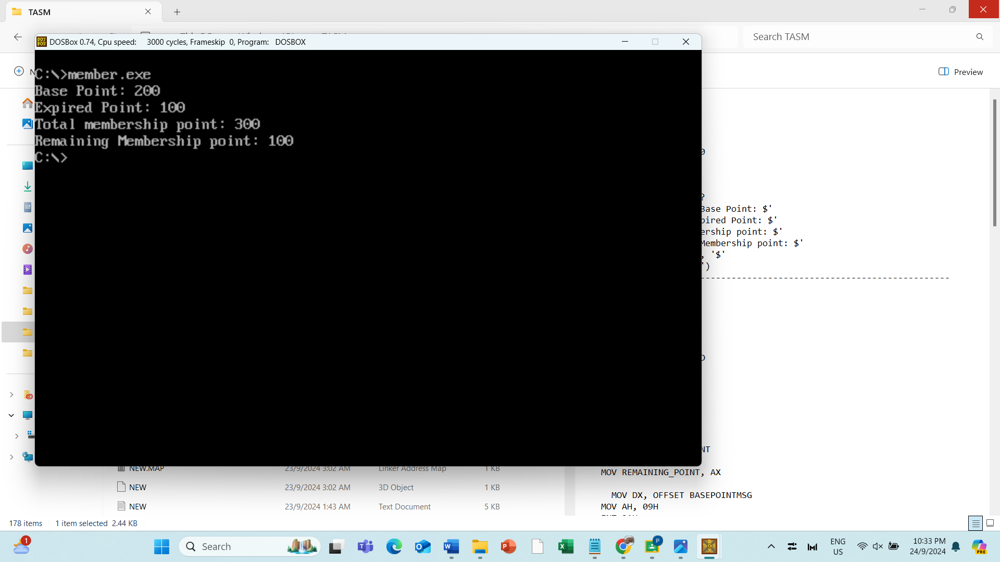 TASM
Search TASM
DOSBox 0.74, Cpu speed: 3000 cycles, Frameskip 0, Program: DOSBOX
N
Preview
C:\>member.exe
Base Point: 200
Expired Point: 100
Total membership point: 300
Remaining Membership point: 100
C:\>
0
?
Base Point: $'
pired Point: $'
ership point: $'
Membership point: $'
, '$'
')
--------------------------------------------------
NT
MOV REMAINING_POINT, AX
MOV DX, OFFSET BASEPOINTMSG
MOV AH, 09H
NEW.MAP 23/9/2024 3:02 AM Linker Address Map 1 KB
NEW 23/9/2024 3:02 AM 3D Object 1 KB
NEW 23/9/2024 1:43 AM Text Document 5 KB
178 items 1 item selected 2.44 KB
1
Search
P
ENG
US
10:33 PM
24/9/2024
PRE